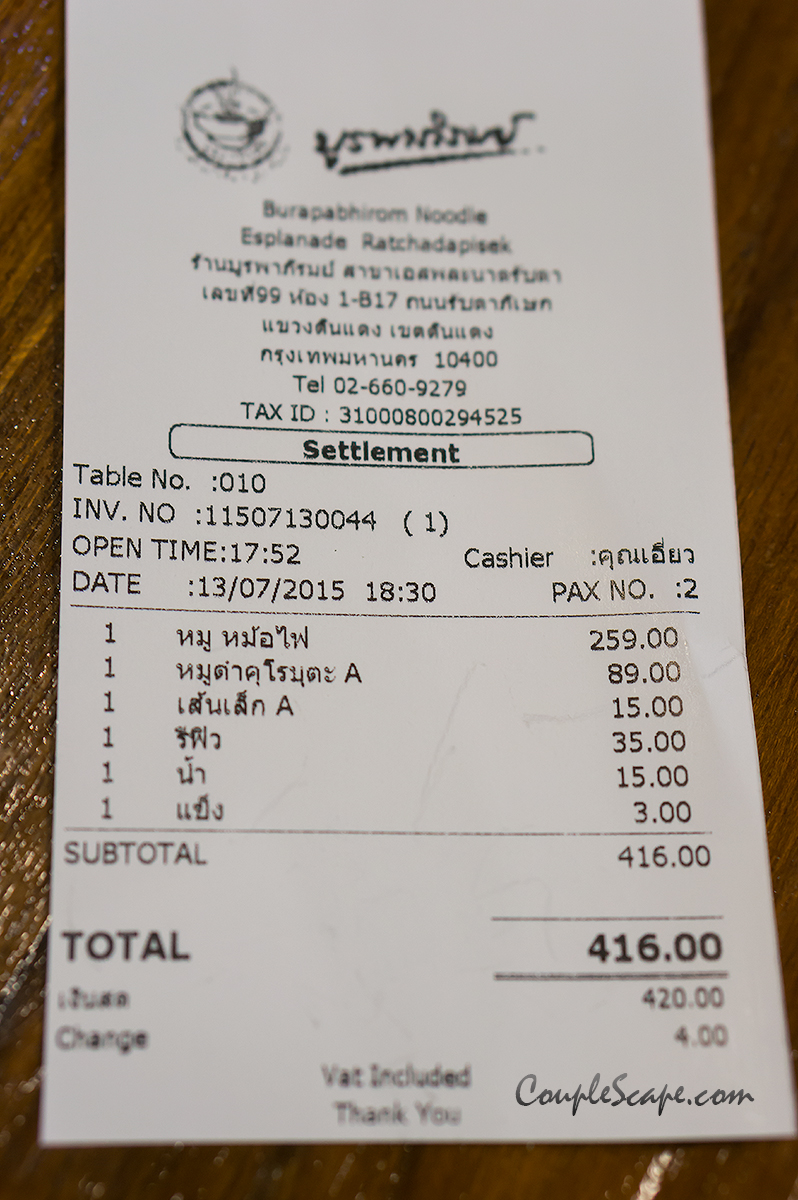 บูรพาภิรมย์...
Burapabhirom Noodle
Esplanade Ratchadapisek
ร้านบูรพาภิรมย์ สาขาเอสพละนาดรัชดา
เลขที่99 ห้อง 1-B17 ถนนรัชดาภิเษก
แขวงดินแดง เขตดินแดง
กรุงเทพมหานคร 10400
Tel 02-660-9279
TAX ID : 31000800294525
Settlement
Table No. :010
INV. NO :11507130044 ( 1)
OPEN TIME:17:52 Cashier :คุณเฮี่ยว
DATE :13/07/2015 18:30 PAX NO. :2
1 หมู หม้อไฟ 259.00
1 หมูดำคุโรบุตะ A 89.00
1 เส้นเล็ก A 15.00
1 รีฟิว 35.00
1 น้ำ 15.00
1 แข็ง 3.00
SUBTOTAL 416.00
TOTAL 416.00
เงินสด 420.00
Change 4.00
Vat Included
Thank You
CoupleScape.com